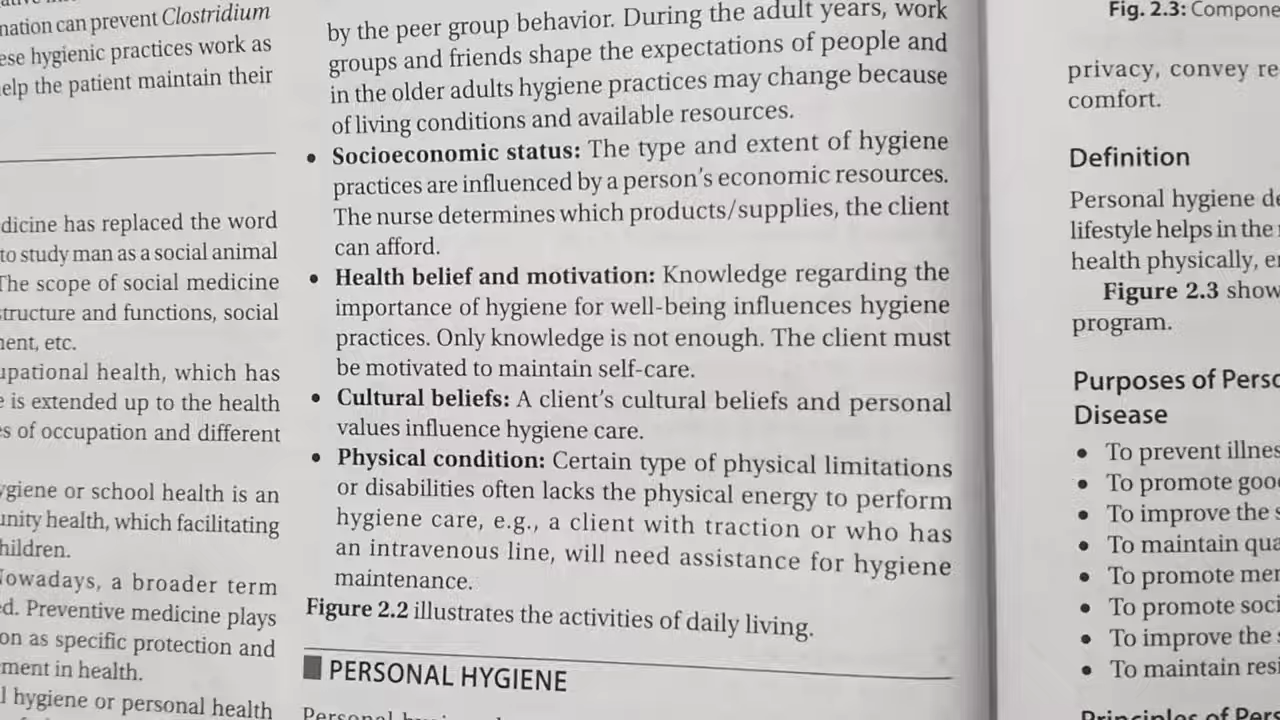 nation can prevent Clostridium
hese hygienic practices work as
help the patient maintain their
dicine has replaced the word
to study man as a social animal
The scope of social medicine
structure and functions, social
etc.
upational health, which has
e is extended up to the health
es of occupation and different
ygiene or school health is an
unity health, which facilitating
hildren.
Nowadays, a broader term
ed. Preventive medicine plays
on as specific protection and
ment in health.
l hygiene or personal health
by the peer group behavior. During the adult years, work
groups and friends shape the expectations of people and
in the older adults hygiene practices may change because
of living conditions and available resources.
• Socioeconomic status: The type and extent of hygiene
practices are influenced by a person's economic resources.
The nurse determines which products/supplies, the client
can afford.
• Health belief and motivation: Knowledge regarding the
importance of hygiene for well-being influences hygiene
practices. Only knowledge is not enough. The client must
be motivated to maintain self-care.
• Cultural beliefs: A client's cultural beliefs and personal
values influence hygiene care.
• Physical condition: Certain type of physical limitations
or disabilities often lacks the physical energy to perform
hygiene care, e.g., a client with traction or who has
an intravenous line, will need assistance for hygiene
maintenance.
Figure 2.2 illustrates the activities of daily living.
PERSONAL HYGIENE
Personal
Fig. 2.3: Compone
privacy, convey re
comfort.
Definition
Personal hygiene de
lifestyle helps in the
health physically, e
Figure 2.3 show
program.
Purposes of Perso
Disease
• To prevent illnes
• To promote good
• To improve the s
• To maintain qua
• To promote men
• To promote soci
• To improve the s
• To maintain resi
Principles of Pers